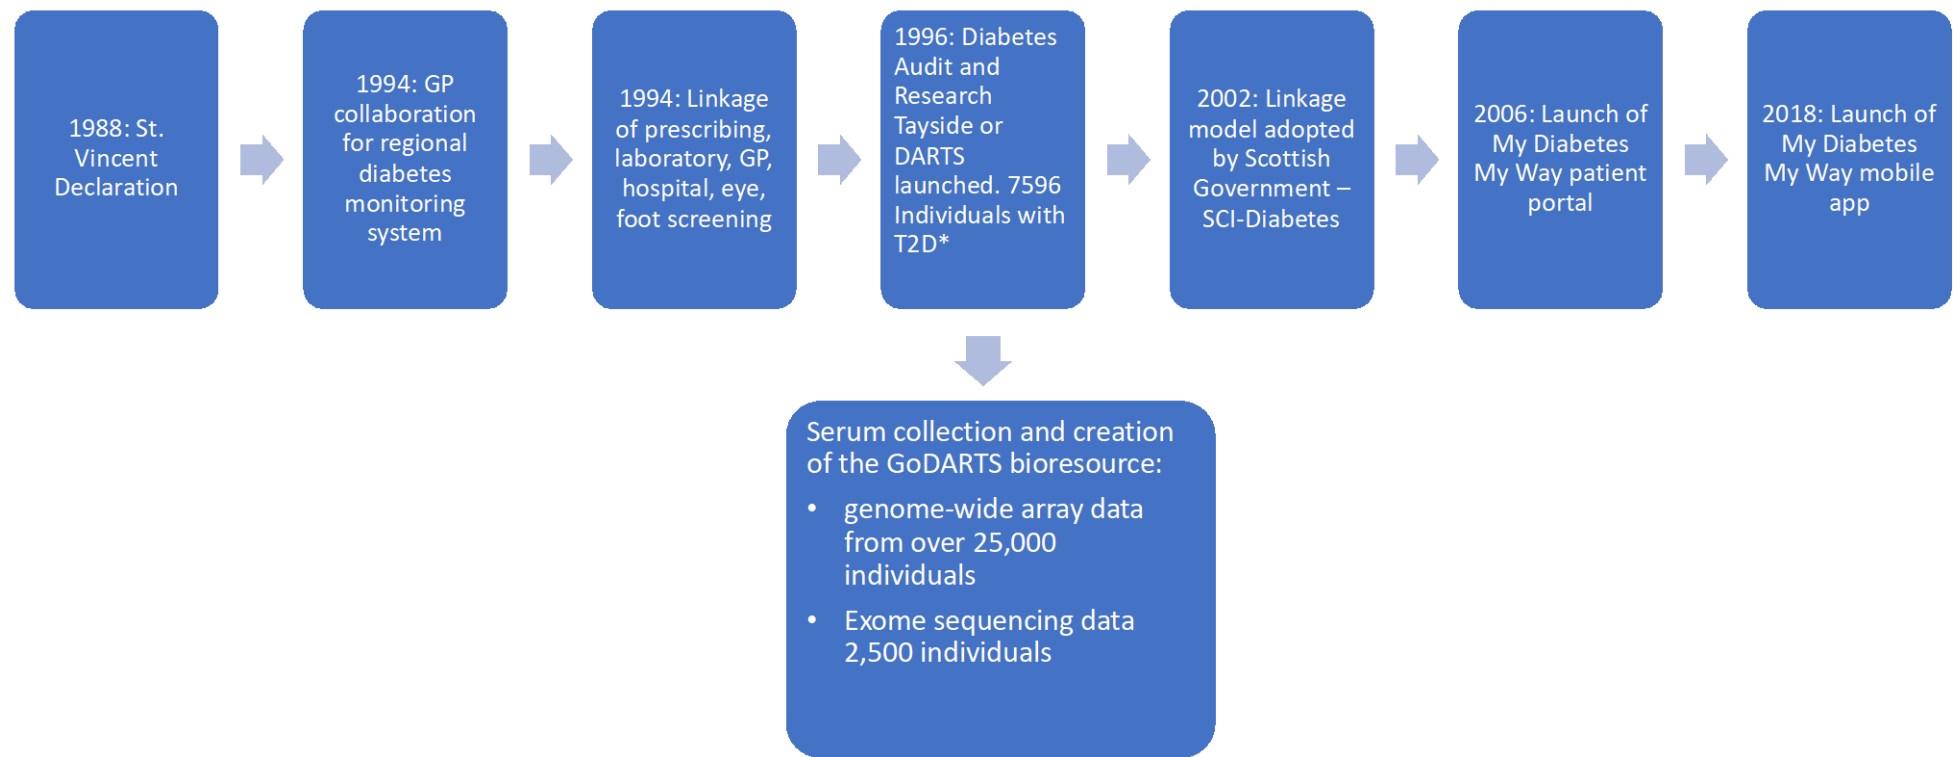 1988: St.
Vincent
Declaration
1994: GP
collaboration
for regional
diabetes
monitoring
system
1994: Linkage
of prescribing,
laboratory, GP,
hospital, eye,
foot screening
1996: Diabetes
Audit and
Research
Tayside or
DARTS
launched. 7596
Individuals with
T2D*
2002: Linkage
model adopted
by Scottish
Government –
SCI-Diabetes
2006: Launch of
My Diabetes
My Way patient
portal
2018: Launch of
My Diabetes
My Way mobile
app
Serum collection and creation
of the GoDARTS bioresource:
• genome-wide array data
from over 25,000
individuals
• Exome sequencing data
2,500 individuals